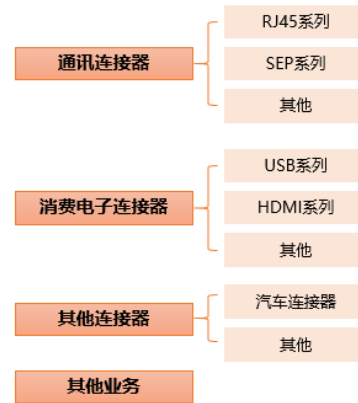 通讯连接器
RJ45系列
SEP系列
其他
消费电子连接器
USB系列
HDMI系列
其他
其他连接器
汽车连接器
其他
其他业务